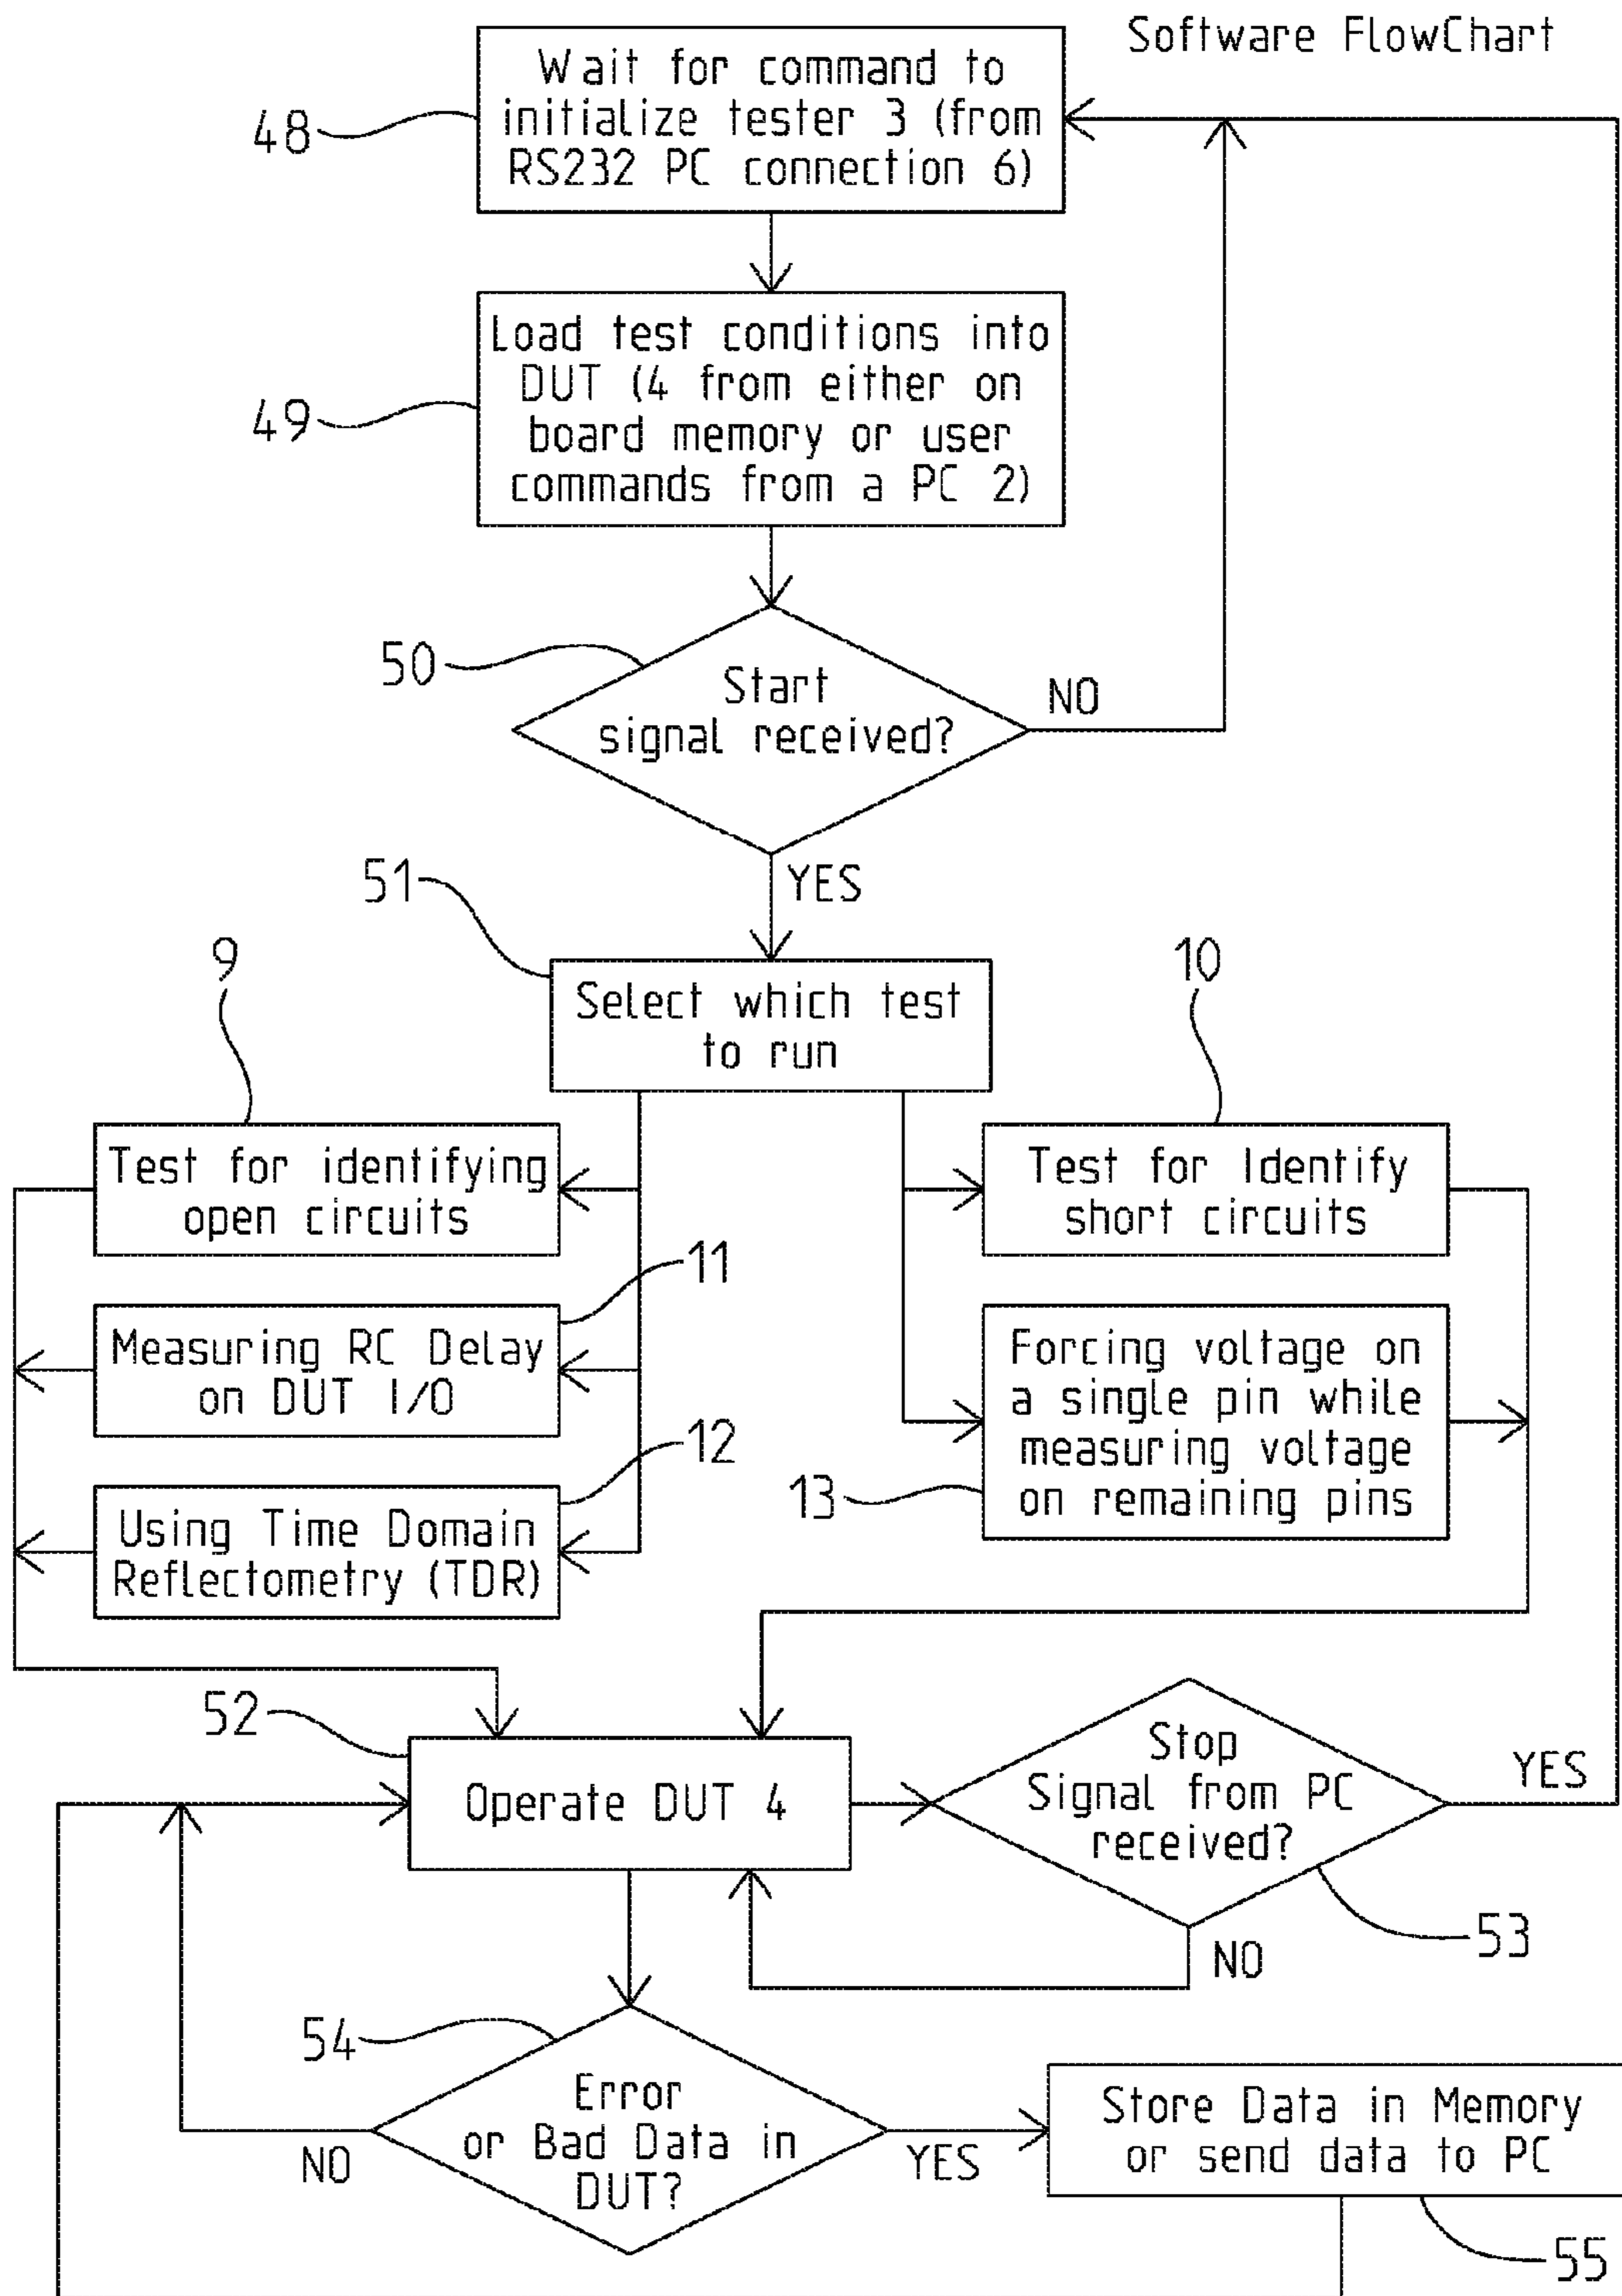 Software FlowChart
48
Wait for command to
initialize tester 3 (from
RS232 PC connection 6)
49
Load test conditions into
DUT (4 from either on
board memory or user
commands from a PC 2)
50
Start
signal received?
NO
YES
51
Select which test
to run
9
Test for identifying
open circuits
10
Test for Identify
short circuits
11
Measuring RC Delay
on DUT I/O
12
Using Time Domain
Reflectometry (TDR)
13
Forcing voltage on
a single pin while
measuring voltage
on remaining pins
52
Operate DUT 4
Stop
Signal from PC
received?
YES
NO
53
54
Error
or Bad Data in
DUT?
NO
YES
Store Data in Memory
or send data to PC
55